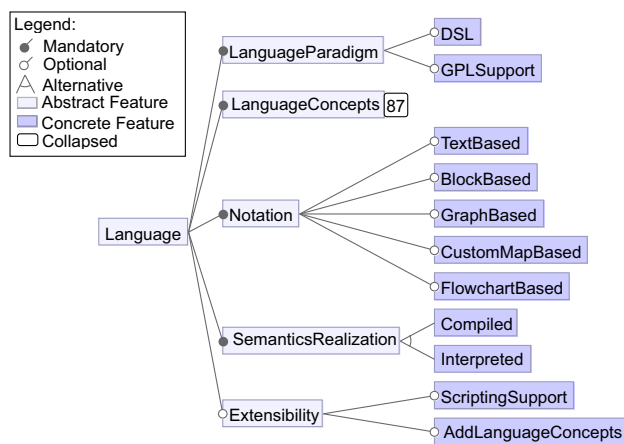 Legend:
Mandatory
Optional
Alternative
Abstract Feature
Concrete Feature
Collapsed
Language
LanguageParadigm
DSL
GPLSupport
LanguageConcepts 87
Notation
TextBased
BlockBased
GraphBased
CustomMapBased
FlowchartBased
SemanticsRealization
Compiled
Interpreted
Extensibility
ScriptingSupport
AddLanguageConcepts